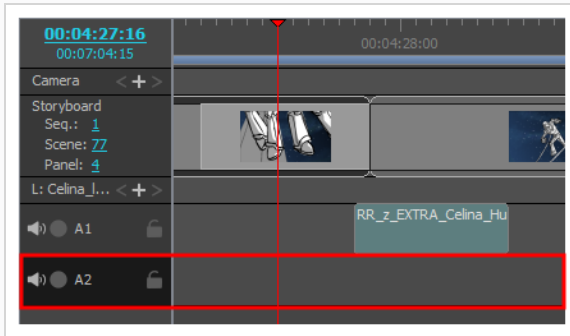 00:04:27:16
00:07:04:15
00:04:28:00
Camera < + >
Storyboard
Seq.: 1
Scene: 77
Panel: 4
L: Celina_l... < + >
A1
RR_z_EXTRA_Celina_Hu
A2